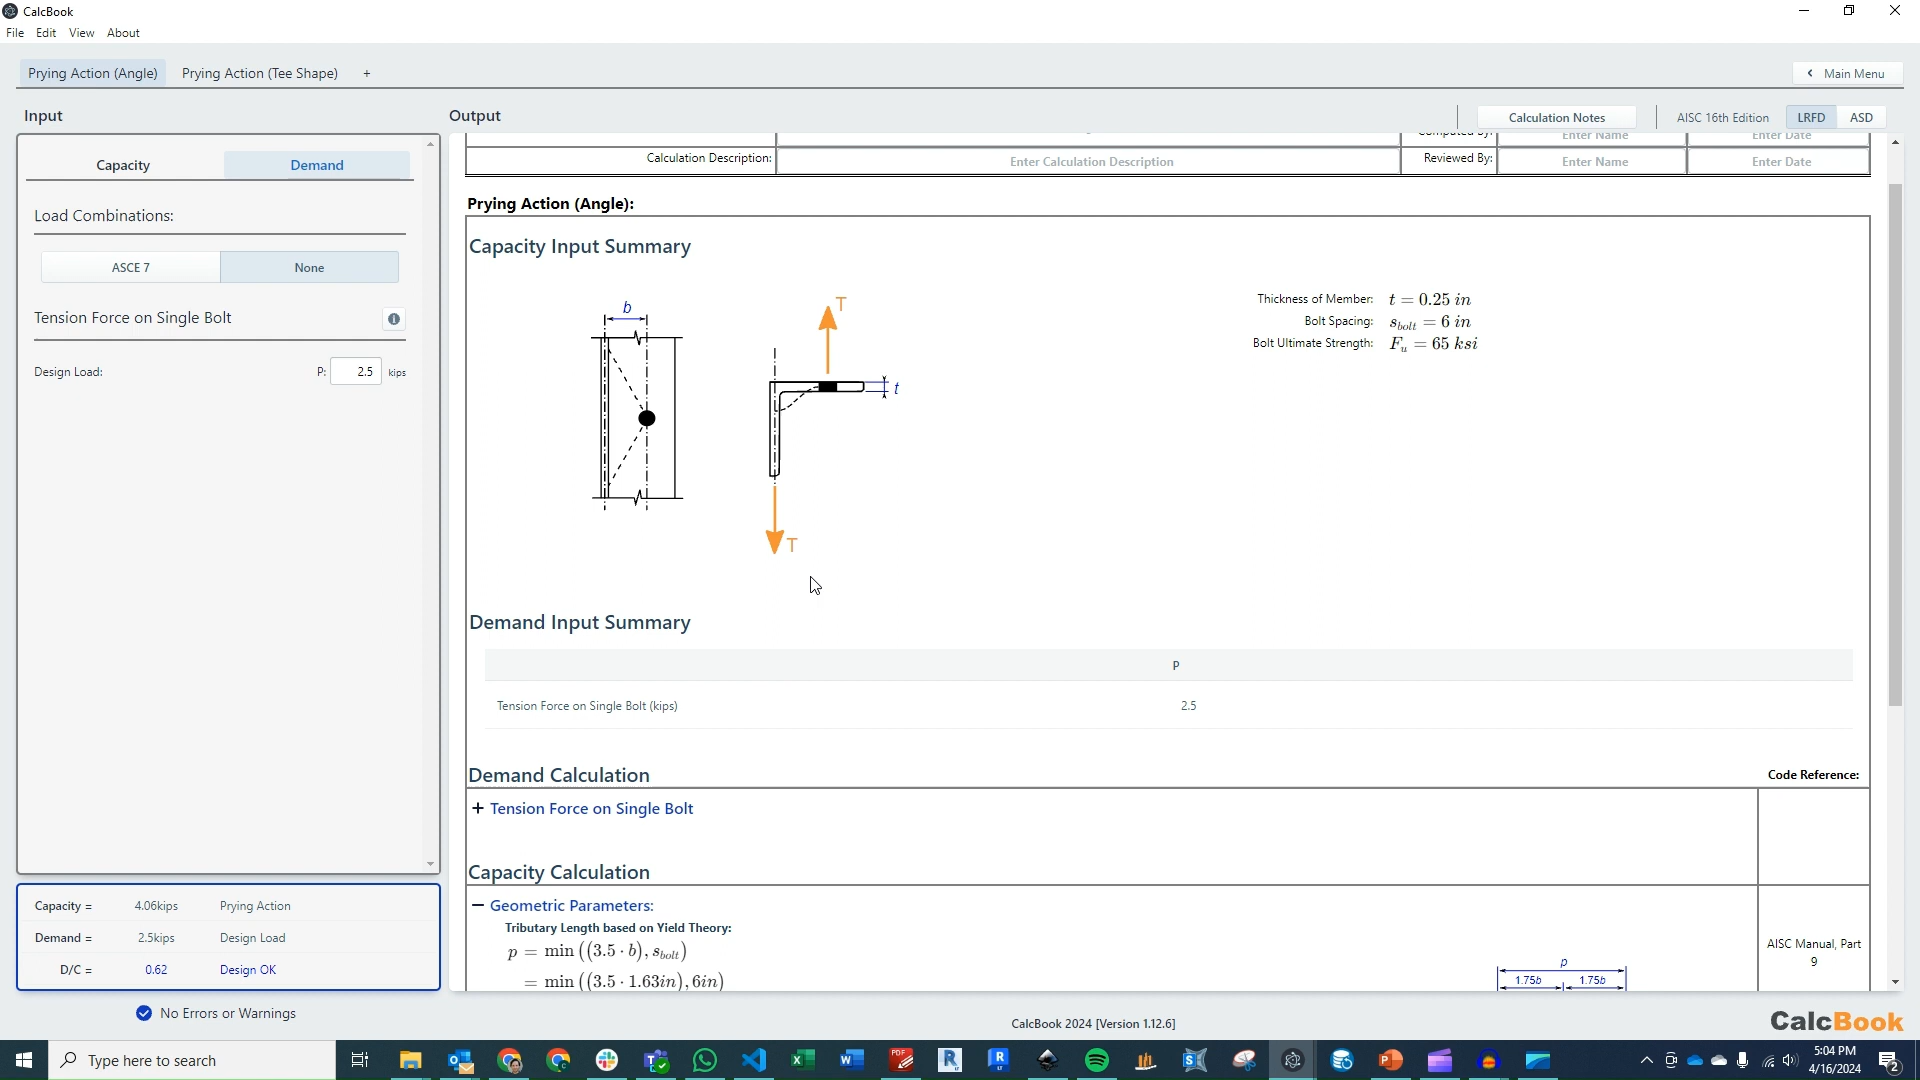 CalcBook
File Edit View About
Prying Action (Angle) Prying Action (Tee Shape) +
Main Menu
Input
Output
Calculation Notes
AISC 16th Edition
LRFD ASD
Capacity Demand
Load Combinations:
ASCE 7 None
Tension Force on Single Bolt
Design Load: P: 2.5 kips
Computed By: Enter Name Enter Date
Calculation Description: Enter Calculation Description Reviewed By: Enter Name Enter Date
Prying Action (Angle):
Capacity Input Summary
b
T
t
T
Thickness of Member: t = 0.25 in
Bolt Spacing: s_bolt = 6 in
Bolt Ultimate Strength: F_u = 65 ksi
Demand Input Summary
P
Tension Force on Single Bolt (kips) 2.5
Demand Calculation Code Reference:
+ Tension Force on Single Bolt
Capacity Calculation
− Geometric Parameters:
Tributary Length based on Yield Theory:
p = min ((3.5 · b), s_bolt)
= min ((3.5 · 1.63in), 6in)
p
1.75b 1.75b
AISC Manual, Part
9
Capacity = 4.06kips Prying Action
Demand = 2.5kips Design Load
D/C = 0.62 Design OK
No Errors or Warnings
CalcBook 2024 [Version 1.12.6]
CalcBook
Type here to search
5:04 PM
4/16/2024
2